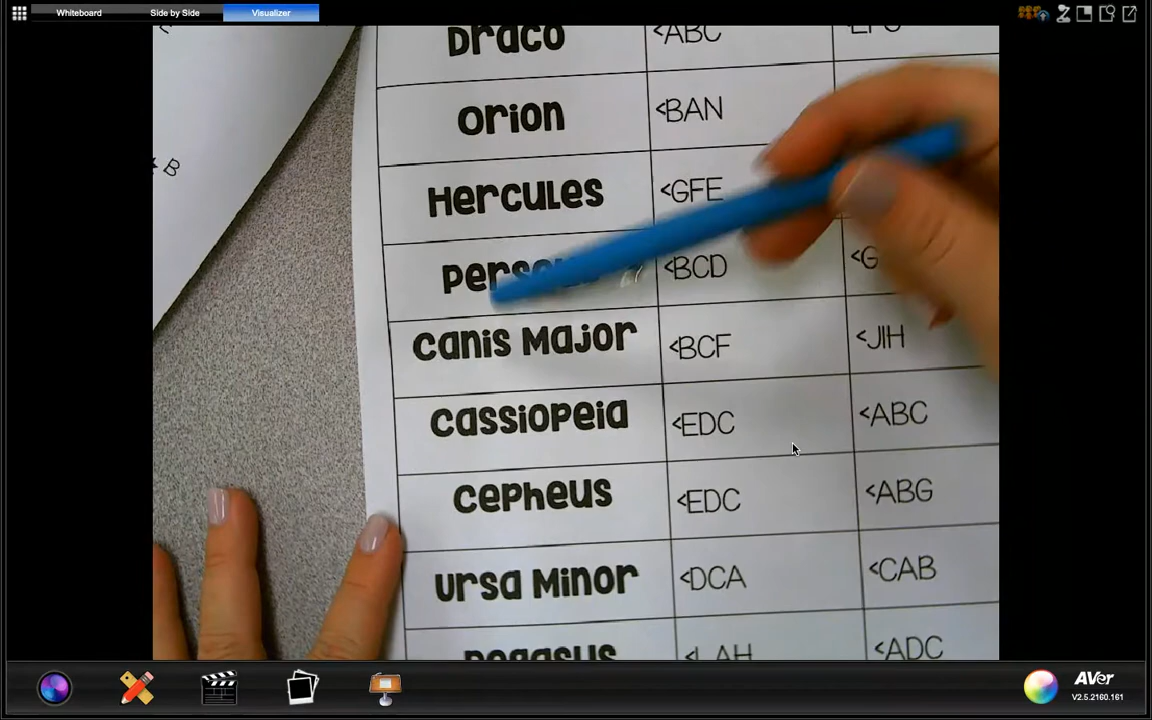 Whiteboard
Side by Side
Visualizer
Draco
<ABC
Orion
<BAN
Hercules
<GFE
<BCD
Canis Major
<BCF
<JIH
Cassiopeia
<EDC
<ABC
Cepheus
<EDC
<ABG
Ursa Minor
<DCA
<CAB
Pegasus
<LAH
<ADC
B
AVer
V2.5.2160.161